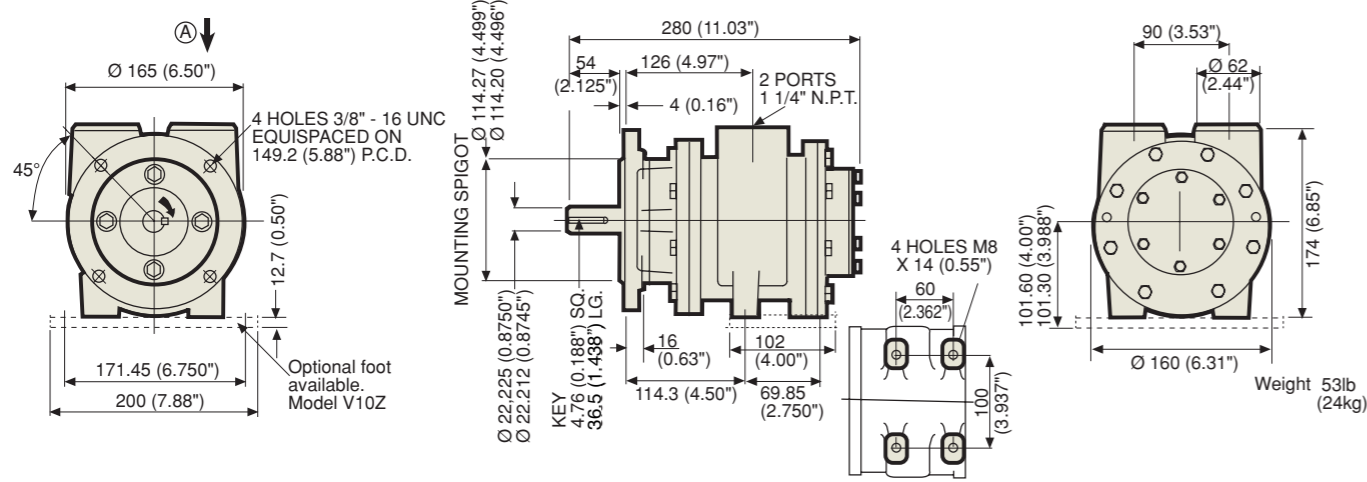 A
Ø 165 (6.50")
4 HOLES 3/8" - 16 UNC
EQUISPACED ON
149.2 (5.88") P.C.D.
45°
12.7 (0.50")
Optional foot
available.
Model V10Z
171.45 (6.750")
200 (7.88")
Ø 114.27 (4.499")
Ø 114.20 (4.496")
MOUNTING SPIGOT
280 (11.03")
54
(2.125")
126 (4.97")
4 (0.16")
2 PORTS
1 1/4" N.P.T.
Ø 22,225 (0.8750")
Ø 22.212 (0.8745")
KEY
4.76 (0.188") SQ.
36.5 (1.438") LG.
16
(0.63")
102
(4.00")
114.3 (4.50")
69.85
(2.750")
4 HOLES M8
X 14 (0.55")
60
(2.362")
100
(3.937")
90 (3.53")
Ø 62
(2.44")
101.60 (4.00")
101.30 (3.988")
174 (6.85")
Ø 160 (6.31")
Weight 53lb
(24kg)